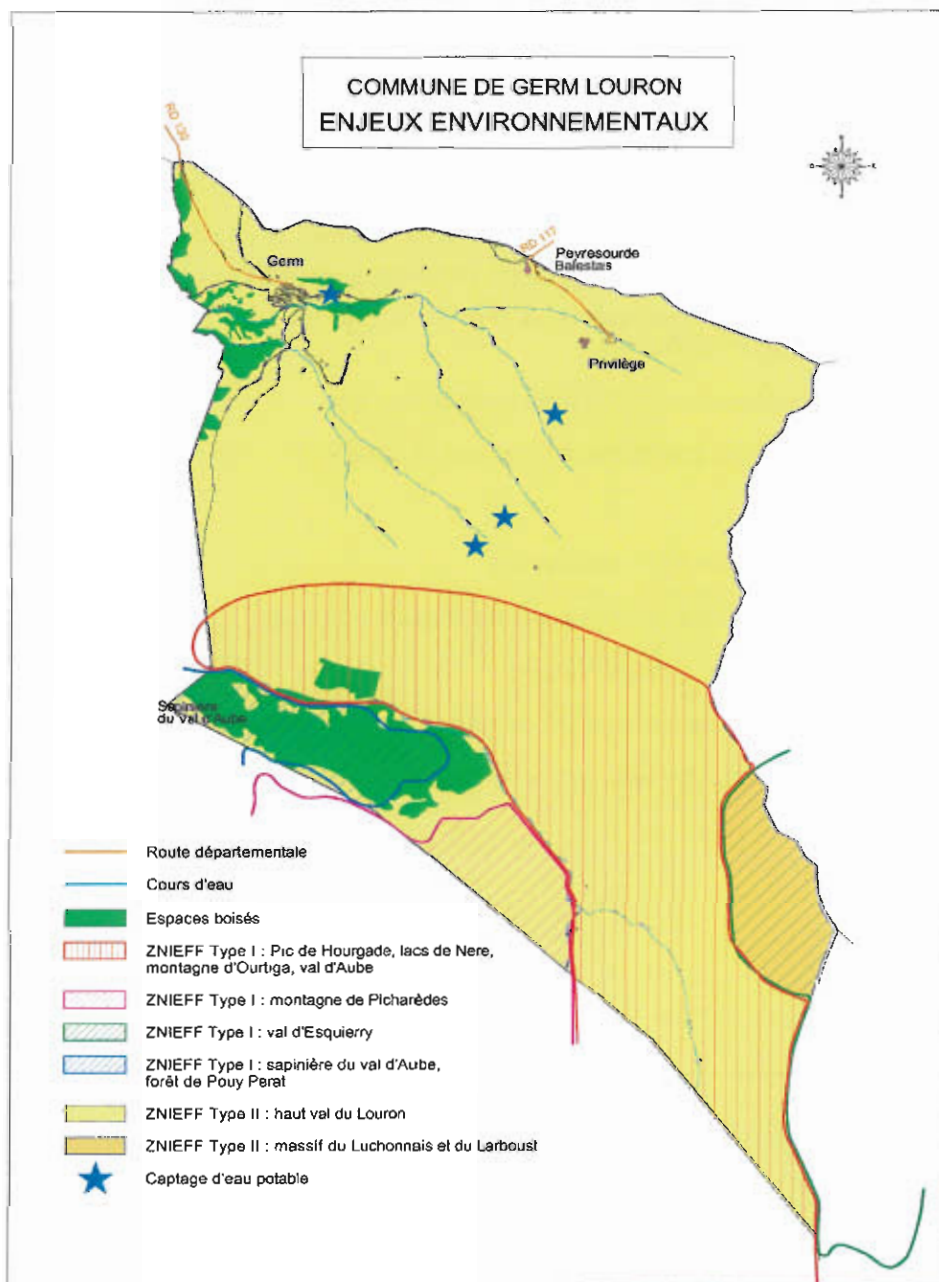 COMMUNE DE GERM LOURON
ENJEUX ENVIRONNEMENTAUX
RD 130
Germ
RD 117
Peyresourde
Balestas
Privilège
Sapinière
du val d'Aube
Route départementale
Cours d'eau
Espaces boisés
ZNIEFF Type I : Pic de Hourgade, lacs de Nere,
montagne d'Ourtiga, val d'Aube
ZNIEFF Type I : montagne de Picharèdes
ZNIEFF Type I : val d'Esquierry
ZNIEFF Type I : sapinière du val d'Aube,
forêt de Pouy Perat
ZNIEFF Type II : haut val du Louron
ZNIEFF Type II : massif du Luchonnais et du Larboust
Captage d'eau potable